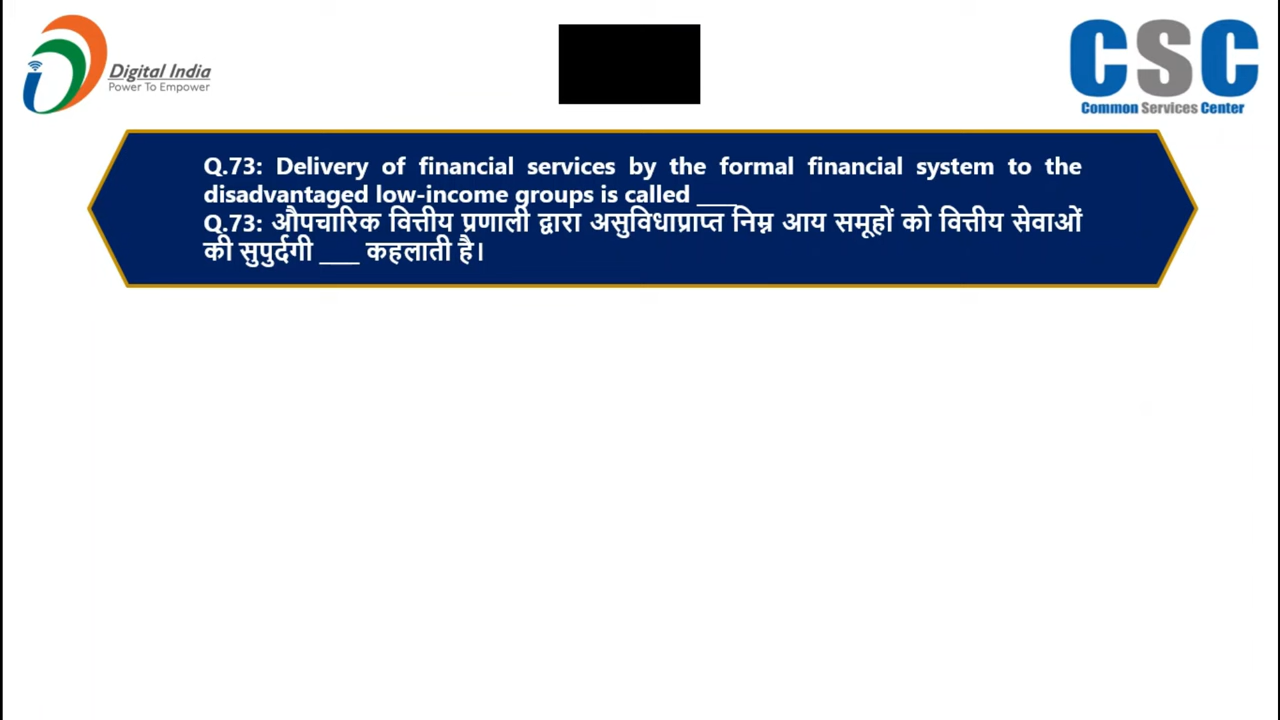 Digital India
Power To Empower
CSC
Common Services Center
Q.73: Delivery of financial services by the formal financial system to the
disadvantaged low-income groups is called ____
Q.73: औपचारिक वित्तीय प्रणाली द्वारा असुविधाप्राप्त निम्न आय समूहों को वित्तीय सेवाओं
की सुपुर्दगी ____ कहलाती है।